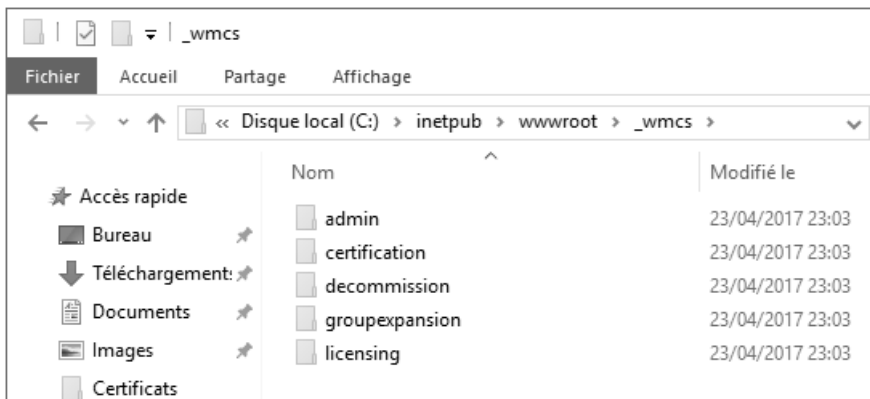 _wmcs
Fichier Accueil Partage Affichage
« Disque local (C:) > inetpub > wwwroot > _wmcs >
Nom Modifié le
Accès rapide
admin 23/04/2017 23:03
Bureau
certification 23/04/2017 23:03
Téléchargement:
decommission 23/04/2017 23:03
Documents
groupexpansion 23/04/2017 23:03
Images
licensing 23/04/2017 23:03
Certificats